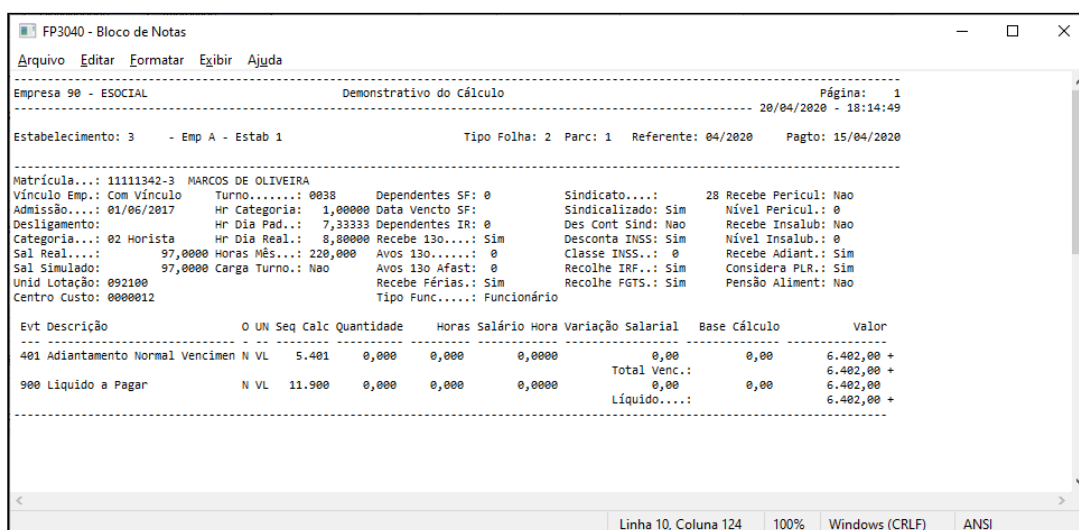 FP3040 - Bloco de Notas
Arquivo Editar Formatar Exibir Ajuda
Empresa 90 - ESOCIAL Demonstrativo do Cálculo Página: 1
20/04/2020 - 18:14:49
Estabelecimento: 3 - Emp A - Estab 1 Tipo Folha: 2 Parc: 1 Referente: 04/2020 Pagto: 15/04/2020
Matrícula...: 11111342-3 MARCOS DE OLIVEIRA
Vínculo Emp.: Com Vínculo Turno.......: 0038 Dependentes SF: 0 Sindicato....: 28 Recebe Pericul: Nao
Admissão....: 01/06/2017 Hr Categoria: 1,00000 Data Vencto SF: Sindicalizado: Sim Nível Pericul.: 0
Desligamento: Hr Dia Pad..: 7,33333 Dependentes IR: 0 Des Cont Sind: Nao Recebe Insalub: Nao
Categoria...: 02 Horista Hr Dia Real.: 8,80000 Recebe 13o....: Sim Desconta INSS: Sim Nível Insalub.: 0
Sal Real....: 97,0000 Horas Mês...: 220,000 Avos 13o......: 0 Classe INSS..: 0 Recebe Adiant.: Sim
Sal Simulado: 97,0000 Carga Turno.: Nao Avos 13o Afast: 0 Recolhe IRF..: Sim Considera PLR.: Sim
Unid Lotação: 092100 Recebe Férias.: Sim Recolhe FGTS.: Sim Pensão Aliment: Nao
Centro Custo: 0000012 Tipo Func.....: Funcionário
Evt Descrição O UN Seq Calc Quantidade Horas Salário Hora Variação Salarial Base Cálculo Valor
401 Adiantamento Normal Vencimen N VL 5.401 0,000 0,000 0,0000 0,00 0,00 6.402,00 +
Total Venc.: 6.402,00 +
900 Liquido a Pagar N VL 11.900 0,000 0,000 0,0000 0,00 0,00 6.402,00
Líquido....: 6.402,00 +
Linha 10, Coluna 124 100% Windows (CRLF) ANSI